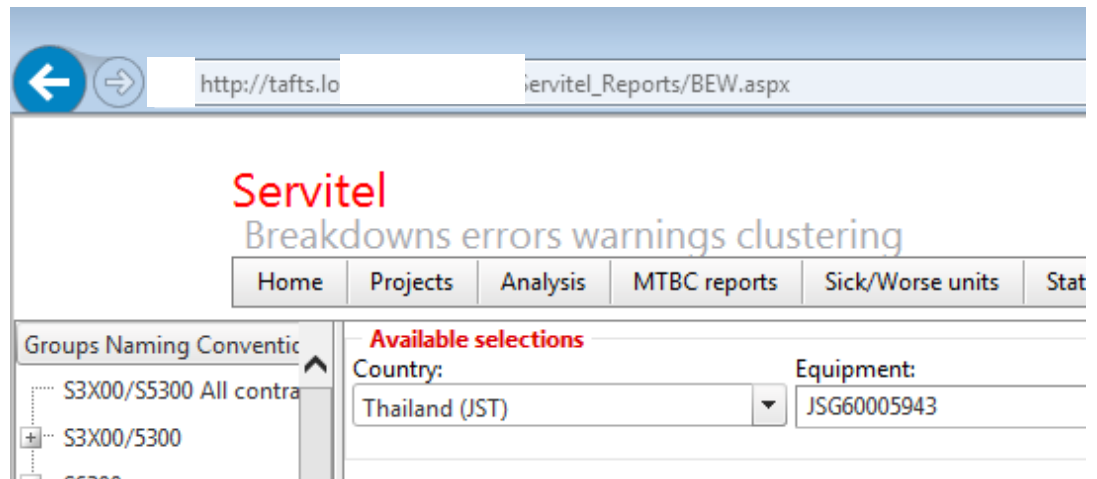 http://tafts.lo ervitel_Reports/BEW.aspx
Servitel
Breakdowns errors warnings clustering
Home Projects Analysis MTBC reports Sick/Worse units Stat
Groups Naming Conventic
S3X00/S5300 All contra
S3X00/5300
Available selections
Country: Equipment:
Thailand (JST) JSG60005943